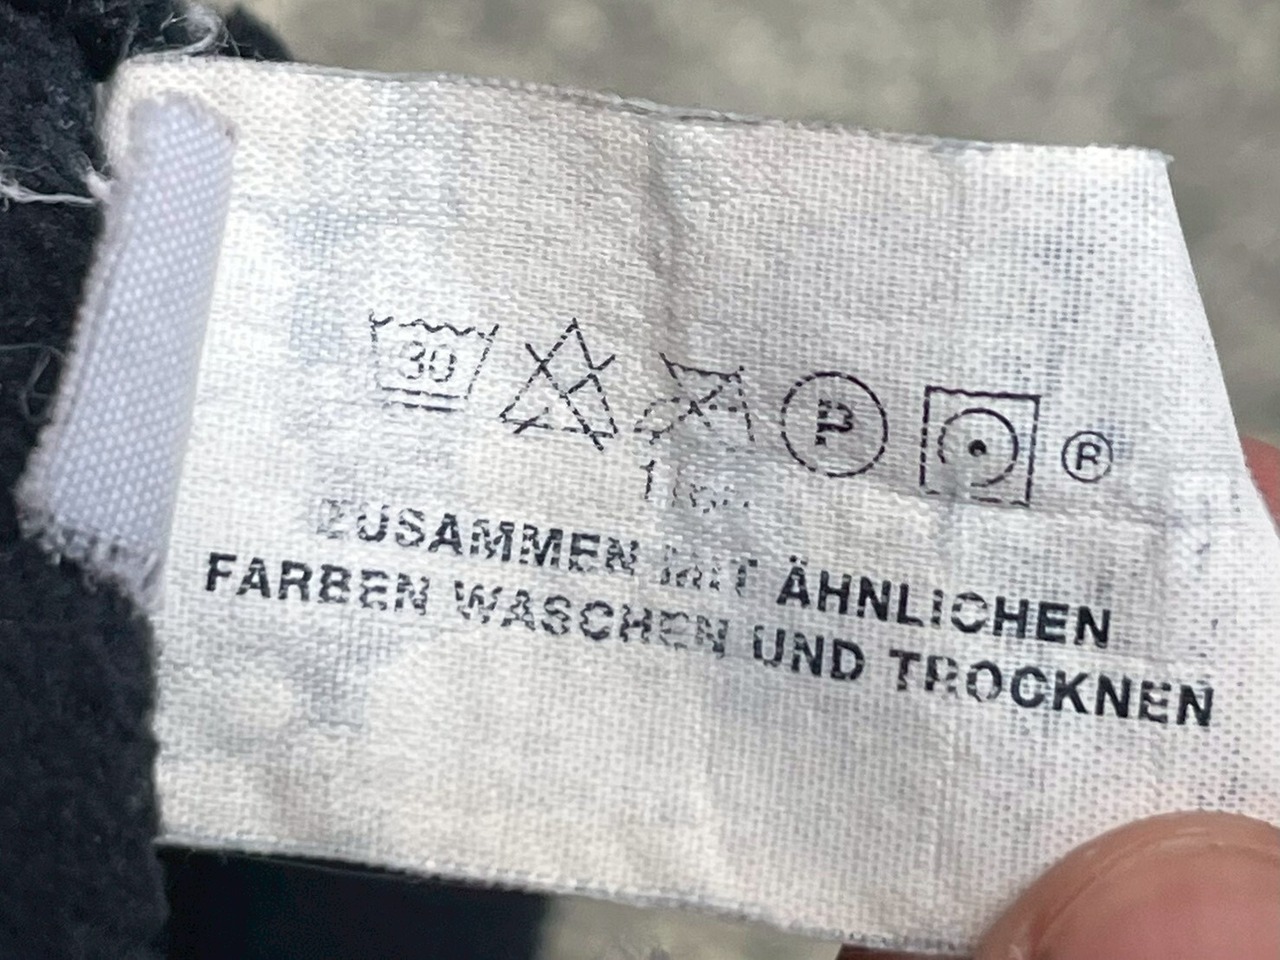 30 P ®
ZUSAMMEN MIT ÄHNLICHEN
FARBEN WASCHEN UND TROCKNEN